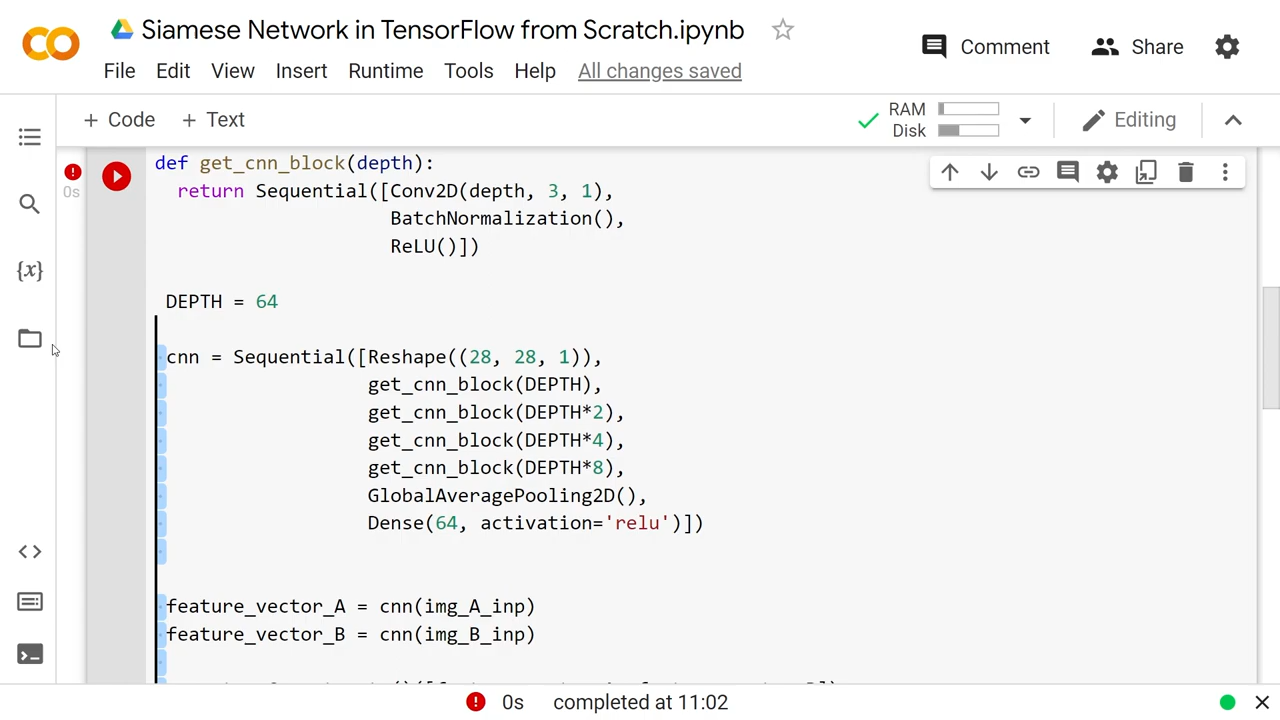 Siamese Network in TensorFlow from Scratch.ipynb
Comment
Share
File Edit View Insert Runtime Tools Help All changes saved
+ Code + Text
RAM
Disk
Editing
def get_cnn_block(depth):
0s
return Sequential([Conv2D(depth, 3, 1),
BatchNormalization(),
ReLU()])
{x}
DEPTH = 64
cnn = Sequential([Reshape((28, 28, 1)),
get_cnn_block(DEPTH),
get_cnn_block(DEPTH*2),
get_cnn_block(DEPTH*4),
get_cnn_block(DEPTH*8),
GlobalAveragePooling2D(),
Dense(64, activation='relu')])
feature_vector_A = cnn(img_A_inp)
feature_vector_B = cnn(img_B_inp)
0s completed at 11:02